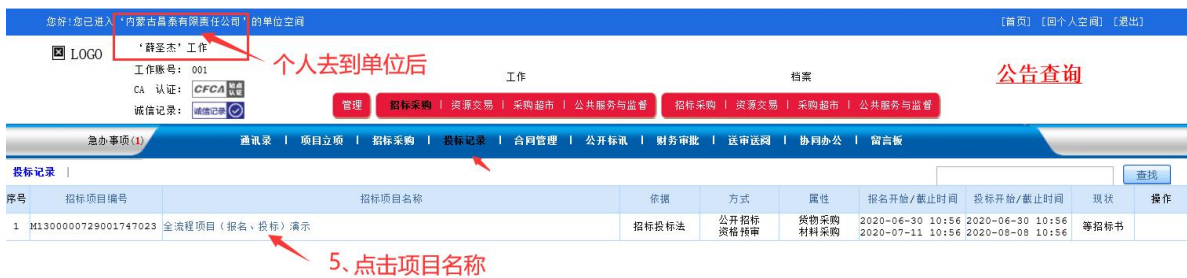 您好!您已进入‘内蒙古昌泰有限责任公司’的单位空间 [首页] [回个人空间] [退出]
LOGO ‘薛圣杰’工作
个人去到单位后
工作账号: 001
工作 档案 公告查询
CA 认证: CFCA 站点认证
诚信记录: 诚信记录
管理 招标采购 | 资源交易 | 采购超市 | 公共服务与监督 招标采购 | 资源交易 | 采购超市 | 公共服务与监督
急办事项(1) 通讯录 | 项目立项 | 招标采购 | 投标记录 | 合同管理 | 公开标讯 | 财务审批 | 送审送阅 | 协同办公 | 留言板
投标记录 | 查找
序号 招标项目编号 招标项目名称 依据 方式 属性 报名开始/截止时间 投标开始/截止时间 现状 操作
1 M1300000729001747023 全流程项目(报名、投标)演示 招标投标法 公开招标 货物采购 2020-06-30 10:56 2020-06-30 10:56 等招标书
资格预审 材料采购 2020-07-11 10:56 2020-08-08 10:56
5、点击项目名称